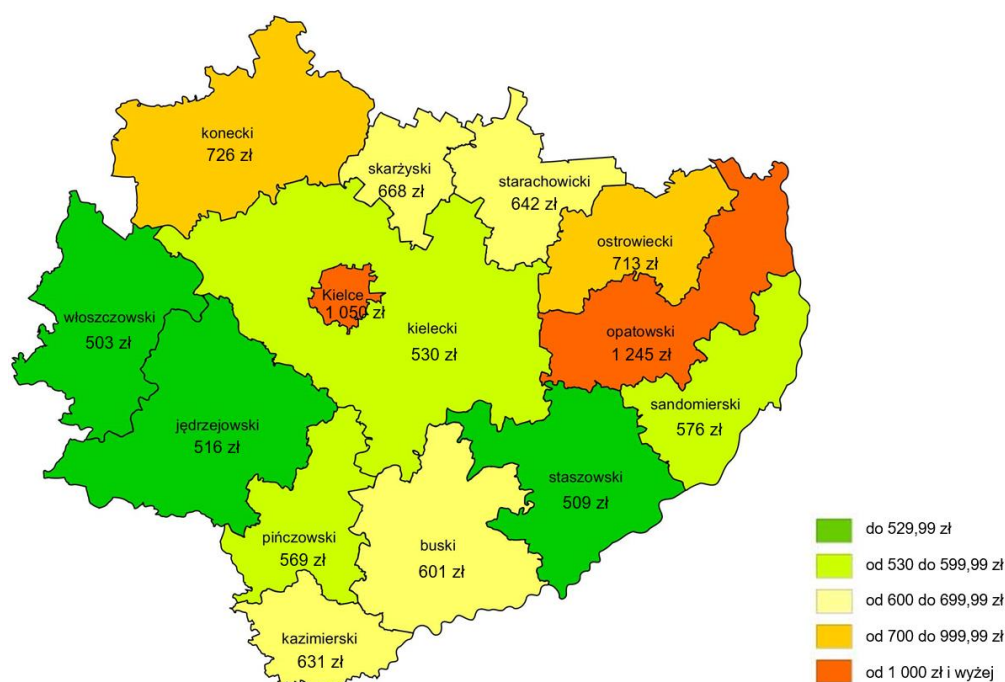 konecki
726 zł
skarżyski
668 zł
starachowicki
642 zł
ostrowiecki
713 zł
Kielce
1 050 zł
włoszczowski
503 zł
kielecki
530 zł
opatowski
1 245 zł
jędrzejowski
516 zł
sandomierski
576 zł
staszowski
509 zł
pińczowski
569 zł
buski
601 zł
kazimierski
631 zł
do 529,99 zł
od 530 do 599,99 zł
od 600 do 699,99 zł
od 700 do 999,99 zł
od 1 000 zł i wyżej